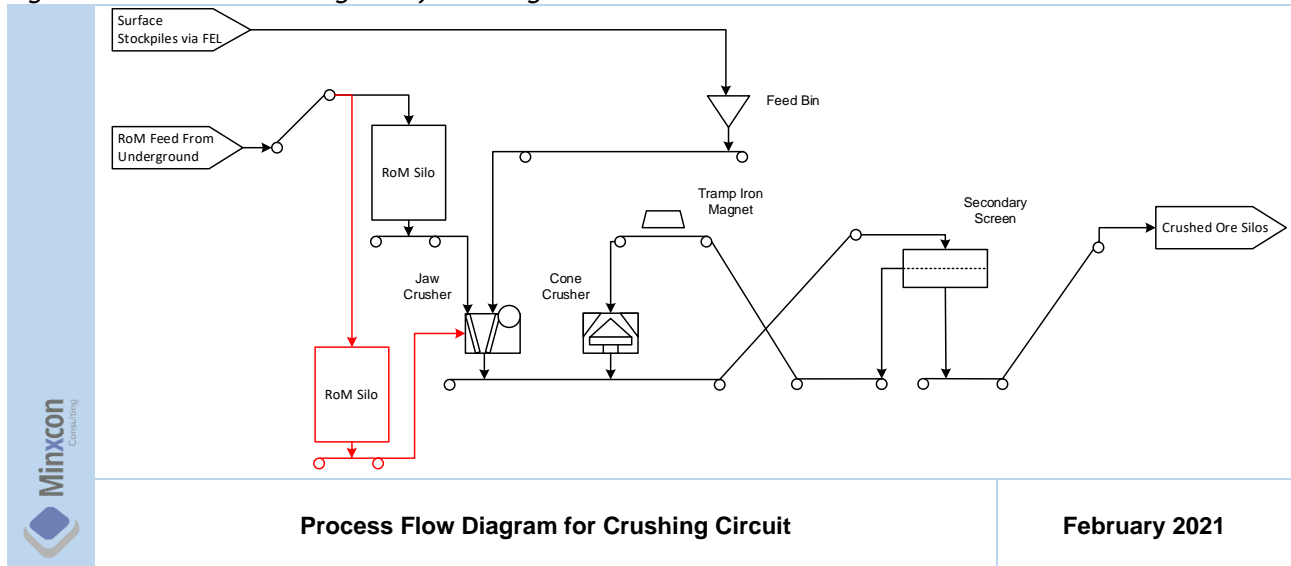 Surface
Stockpiles via FEL
Feed Bin
RoM Feed From
Underground
RoM Silo
Tramp Iron
Magnet
Secondary
Screen
Crushed Ore Silos
Jaw
Crusher
Cone
Crusher
RoM Silo
Minxcon
Consulting
Process Flow Diagram for Crushing Circuit
February 2021